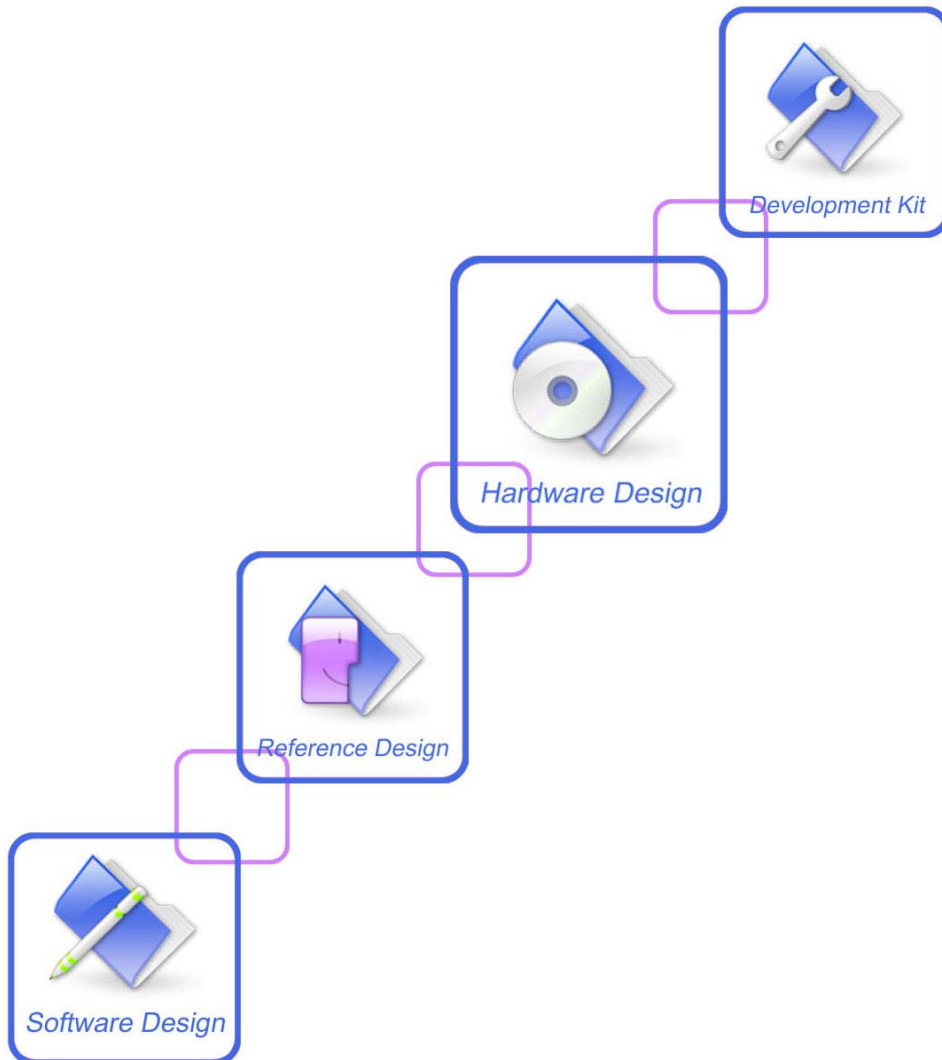 Development Kit
Hardware Design
Reference Design
Software Design